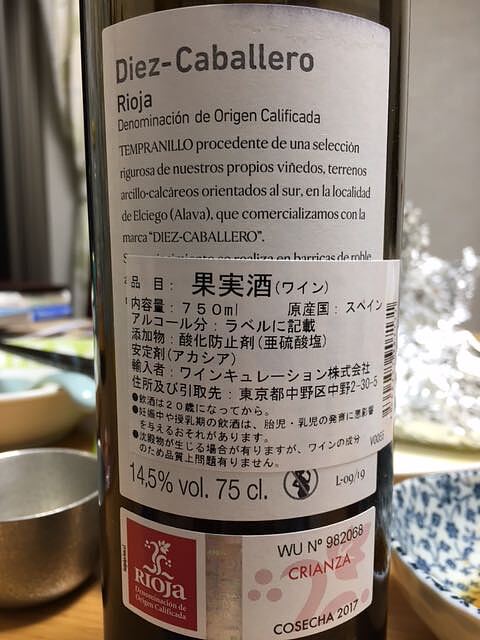 Diez-Caballero
Rioja
Denominación de Origen Calificada
TEMPRANILLO procedente de una selección
rigurosa de nuestros propios viñedos, terrenos
arcillo-calcáreos orientados al sur, en la localidad
de Elciego (Alava), que comercializamos con la
marca "DIEZ-CABALLERO".
se realiza en barricas de roble
品 目： 果実酒(ワイン)
内容量：７５０ml 原産国：スペイン
アルコール分：ラベルに記載
添加物：酸化防止剤(亜硫酸塩)
安定剤(アカシア)
輸入者：ワインキュレーション株式会社
住所及び引取先：東京都中野区中野2-30-5
●飲酒は２０歳になってから。
●妊娠中や授乳期の飲酒は、胎児・乳児の発育に悪影響
を与えるおそれがあります。
●沈殿物が生じる場合が有りますが、ワインの成分
のため品質上問題有りません。
14,5% vol. 75 cl.
L-09/19
WU Nº 982068
CRIANZA
COSECHA 2017
RIOJA
Denominación de
Origen Calificada